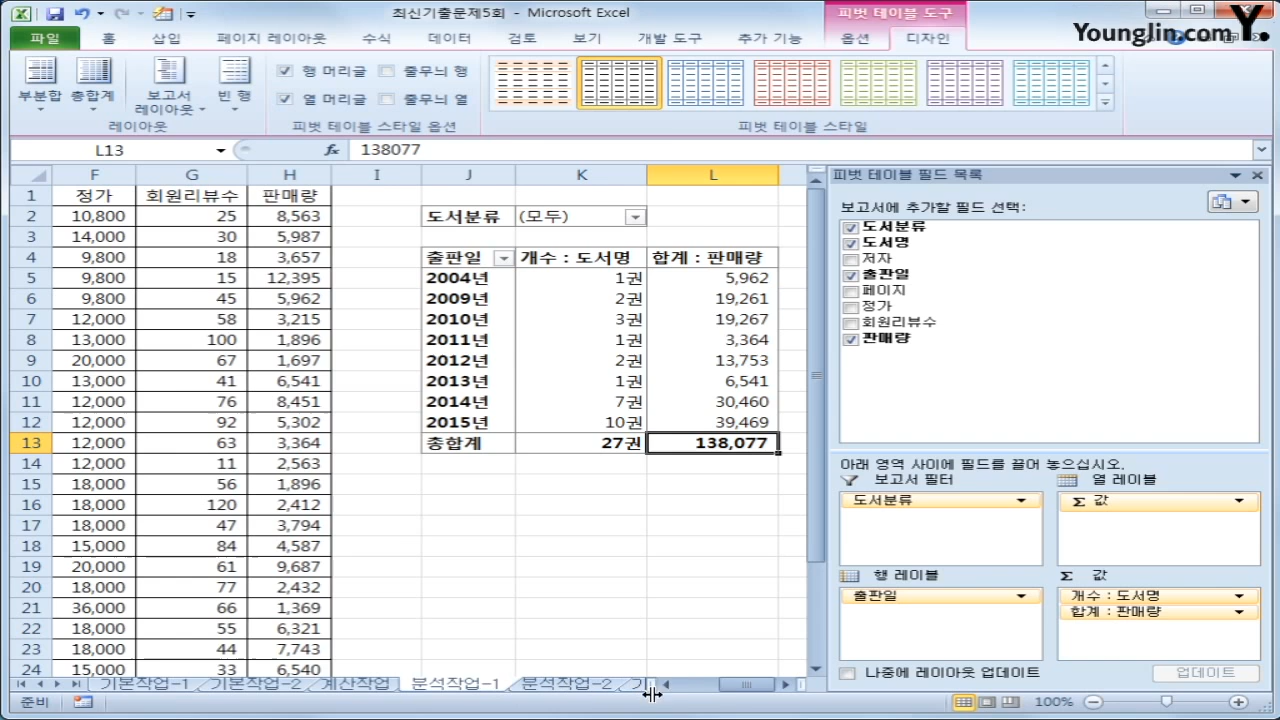 최신기출문제5회 - Microsoft Excel
피벗 테이블 도구
Younglin.com Y.
파일 홈 삽입 페이지 레이아웃 수식 데이터 검토 보기 개발 도구 추가 기능 옵션 디자인
부분합 총합계 보고서 레이아웃 빈 행
행 머리글 줄무늬 행
열 머리글 줄무늬 열
레이아웃 피벗 테이블 스타일 옵션 피벗 테이블 스타일
L13 fx 138077
F G H I J K L
1 정가 회원리뷰수 판매량
2 10,800 25 8,563 도서분류 (모두)
3 14,000 30 5,987
4 9,800 18 3,657 출판일 개수 : 도서명 합계 : 판매량
5 9,800 15 12,395 2004년 1권 5,962
6 9,800 45 5,962 2009년 2권 19,261
7 12,000 58 3,215 2010년 3권 19,267
8 13,000 100 1,896 2011년 1권 3,364
9 20,000 67 1,697 2012년 2권 13,753
10 13,000 41 6,541 2013년 1권 6,541
11 12,000 76 8,451 2014년 7권 30,460
12 12,000 92 5,302 2015년 10권 39,469
13 12,000 63 3,364 총합계 27권 138,077
14 12,000 11 2,563
15 18,000 56 1,896
16 18,000 120 2,412
17 18,000 47 3,794
18 15,000 84 4,587
19 20,000 61 9,687
20 18,000 77 2,432
21 36,000 66 1,369
22 18,000 55 6,321
23 18,000 44 7,743
24 15,000 33 6,540
피벗 테이블 필드 목록
보고서에 추가할 필드 선택:
도서분류
도서명
저자
출판일
페이지
정가
회원리뷰수
판매량
아래 영역 사이에 필드를 끌어 놓으십시오.
보고서 필터 열 레이블
도서분류 Σ 값
행 레이블 Σ 값
출판일 개수 : 도서명
합계 : 판매량
나중에 레이아웃 업데이트 업데이트
기본작업-1 기본작업-2 계산작업 분석작업-1 분석작업-2
준비 100%